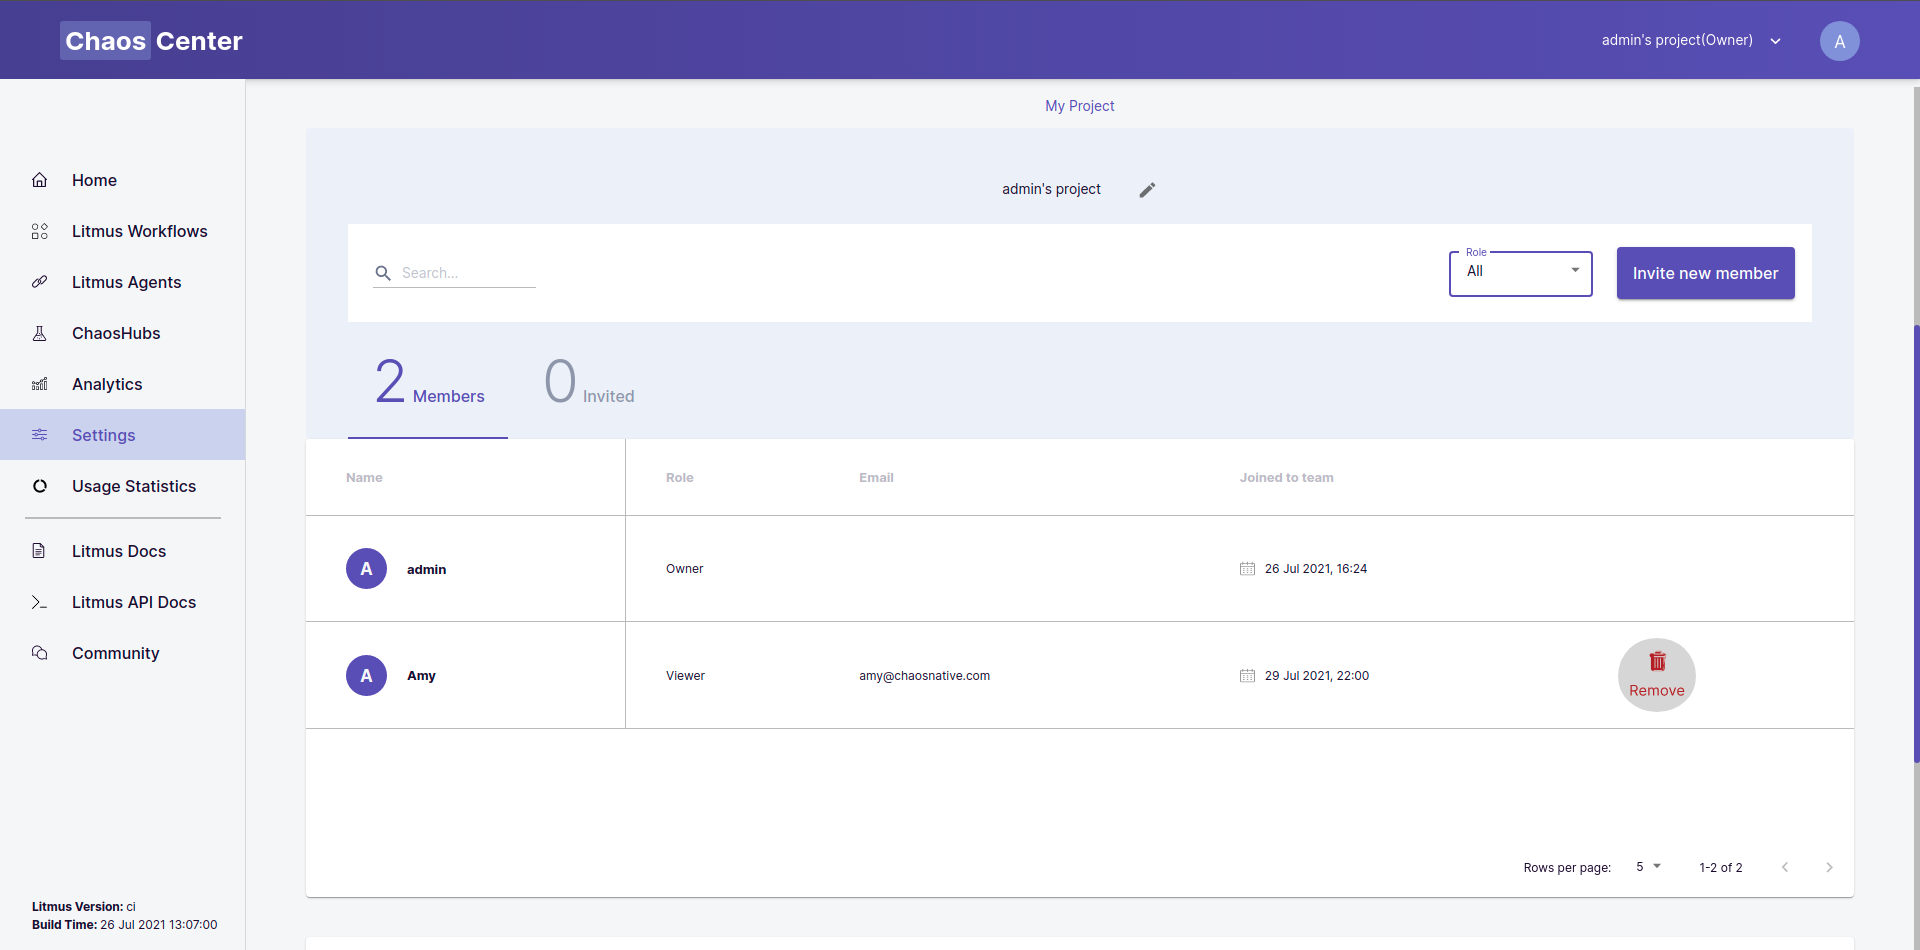 Chaos Center
admin's project(Owner)
A
Home
Litmus Workflows
Litmus Agents
ChaosHubs
Analytics
Settings
Usage Statistics
Litmus Docs
Litmus API Docs
Community
Litmus Version: ci
Build Time: 26 Jul 2021 13:07:00
My Project
admin's project
Search...
Role
All
Invite new member
2 Members
0 Invited
Name Role Email Joined to team
A admin Owner 26 Jul 2021, 16:24
A Amy Viewer amy@chaosnative.com 29 Jul 2021, 22:00
Remove
Rows per page: 5 1-2 of 2